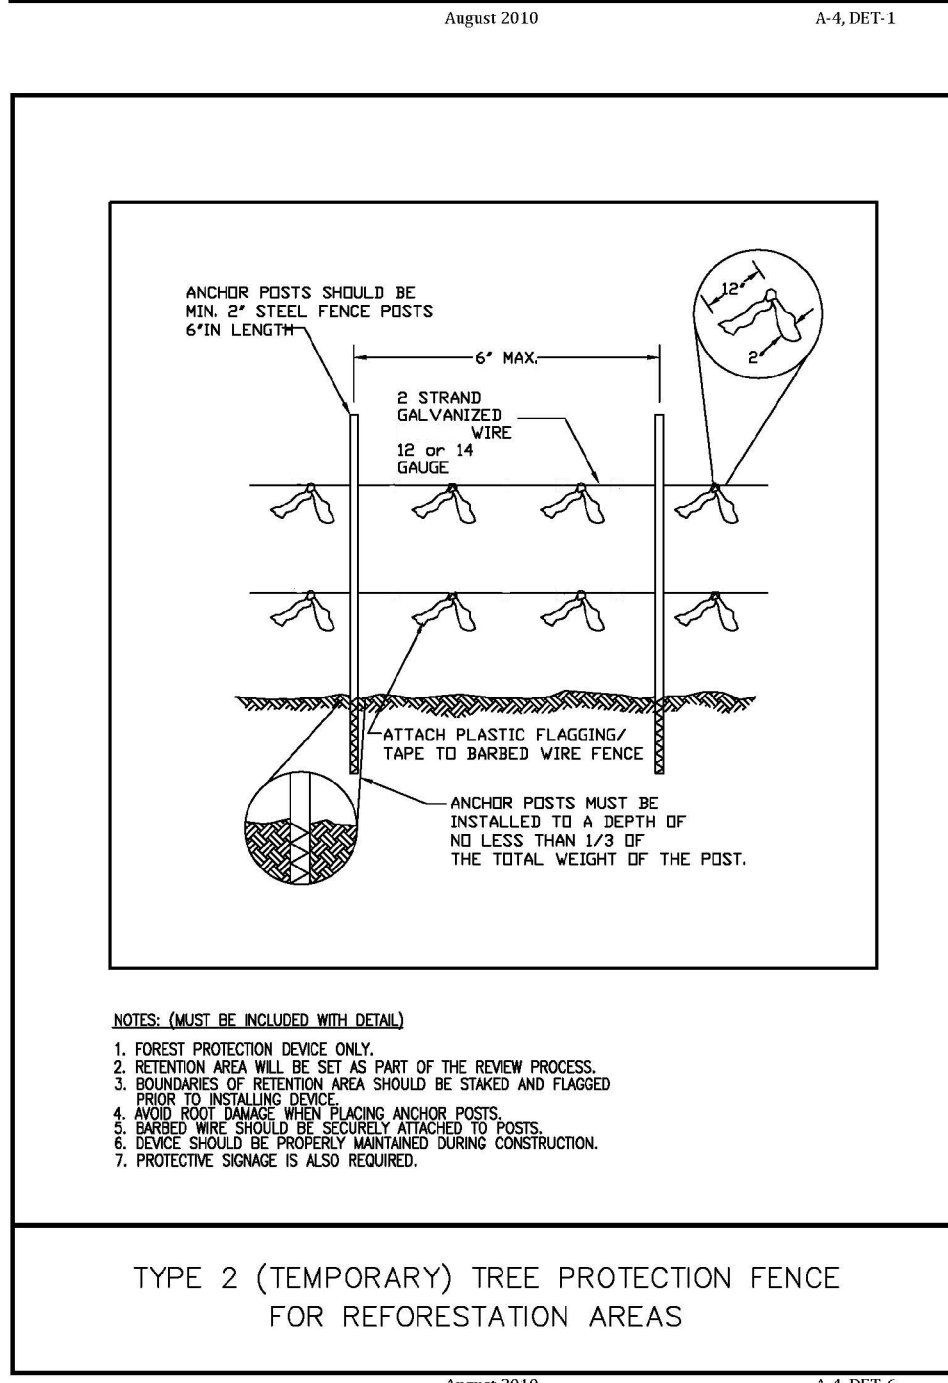 August 2010 A-4, DET-1
ANCHOR POSTS SHOULD BE
MIN. 2" STEEL FENCE POSTS
6"IN LENGTH
12"
2"
6" MAX.
2 STRAND
GALVANIZED
WIRE
12 or 14
GAUGE
ATTACH PLASTIC FLAGGING/
TAPE TO BARBED WIRE FENCE
ANCHOR POSTS MUST BE
INSTALLED TO A DEPTH OF
NO LESS THAN 1/3 OF
THE TOTAL WEIGHT OF THE POST.
NOTES: (MUST BE INCLUDED WITH DETAIL)
1. FOREST PROTECTION DEVICE ONLY.
2. RETENTION AREA WILL BE SET AS PART OF THE REVIEW PROCESS.
3. BOUNDARIES OF RETENTION AREA SHOULD BE STAKED AND FLAGGED
PRIOR TO INSTALLING DEVICE.
4. AVOID ROOT DAMAGE WHEN PLACING ANCHOR POSTS.
5. BARBED WIRE SHOULD BE SECURELY ATTACHED TO POSTS.
6. DEVICE SHOULD BE PROPERLY MAINTAINED DURING CONSTRUCTION.
7. PROTECTIVE SIGNAGE IS ALSO REQUIRED.
TYPE 2 (TEMPORARY) TREE PROTECTION FENCE
FOR REFORESTATION AREAS
August 2010 A-4, DET-6